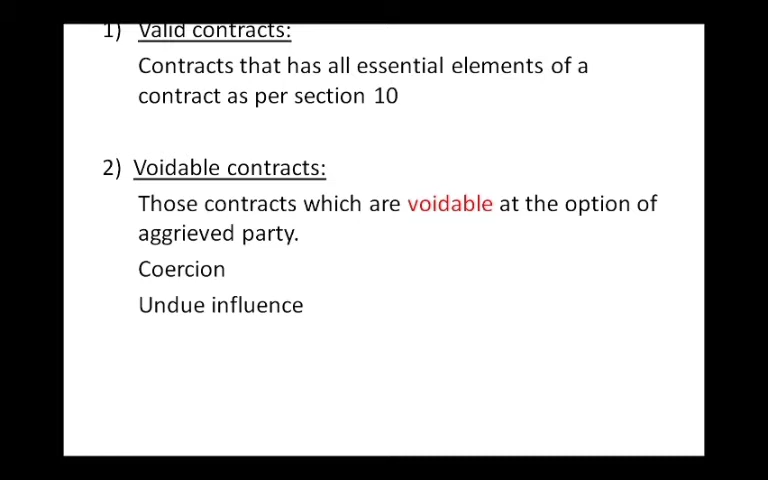 1) Valid contracts:
Contracts that has all essential elements of a
contract as per section 10
2) Voidable contracts:
Those contracts which are voidable at the option of
aggrieved party.
Coercion
Undue influence